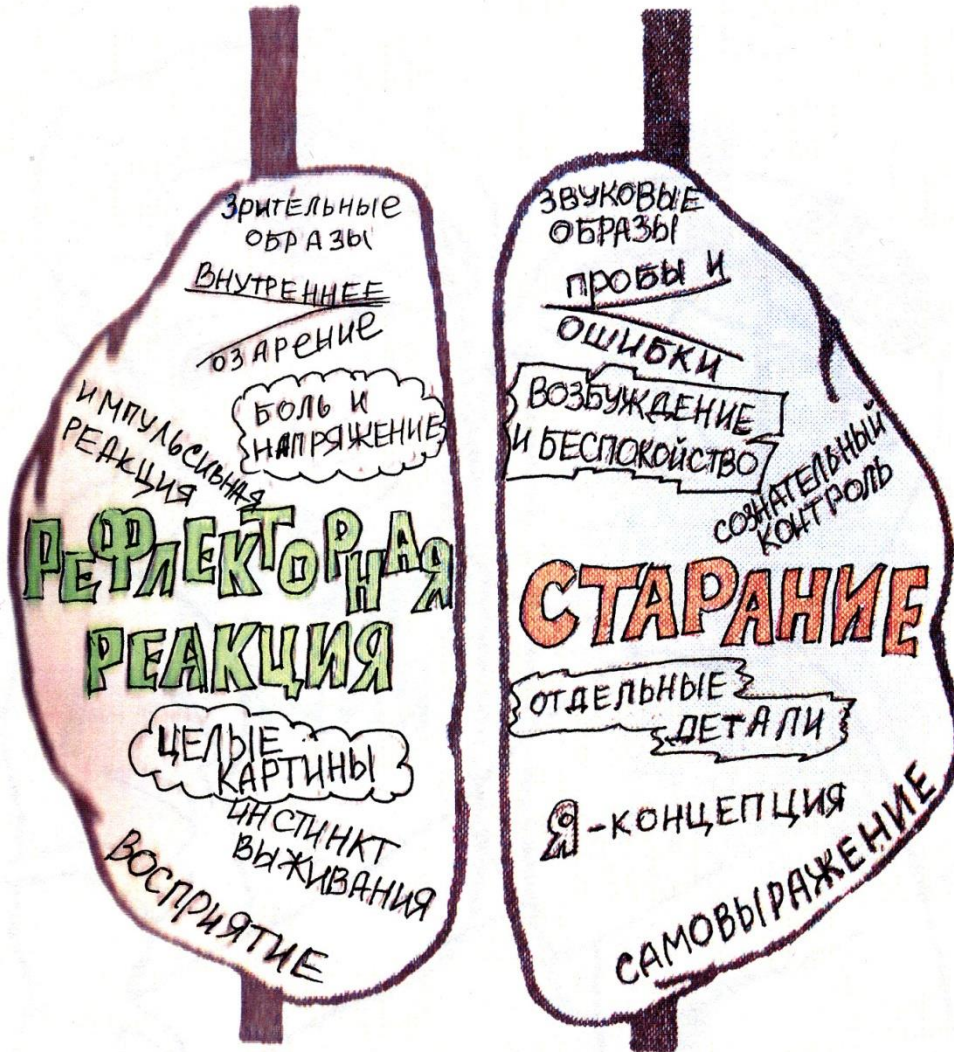 ЗРИТЕЛЬНЫЕ
ОБРАЗЫ
ВНУТРЕННЕЕ
ОЗАРЕНИЕ
ИМПУЛЬСИВНАЯ
РЕАКЦИЯ
БОЛЬ И
НАПРЯЖЕНИЕ
РЕФЛЕКТОРНАЯ
РЕАКЦИЯ
ЦЕЛЫЕ
КАРТИНЫ
ИНСТИНКТ
ВЫЖИВАНИЯ
ВОСПРИЯТИЕ
ЗВУКОВЫЕ
ОБРАЗЫ
ПРОБЫ И
ОШИБКИ
ВОЗБУЖДЕНИЕ
И БЕСПОКОЙСТВО
СОЗНАТЕЛЬНЫЙ
КОНТРОЛЬ
СТАРАНИЕ
ОТДЕЛЬНЫЕ
ДЕТАЛИ
Я-КОНЦЕПЦИЯ
САМОВЫРАЖЕНИЕ